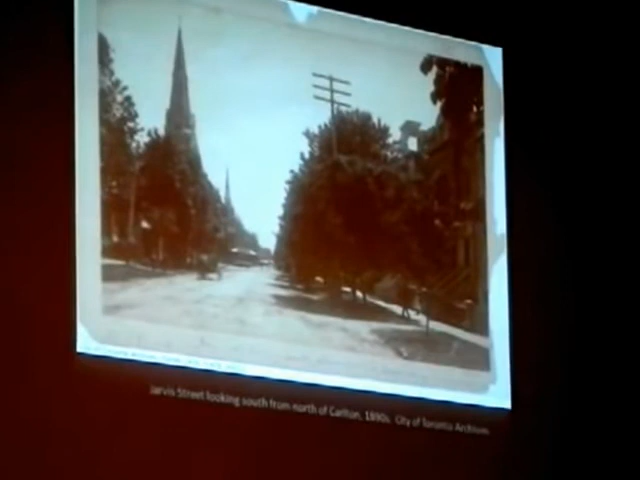 Jarvis Street looking south from north of Carlton, 1890s. City of Toronto Archives